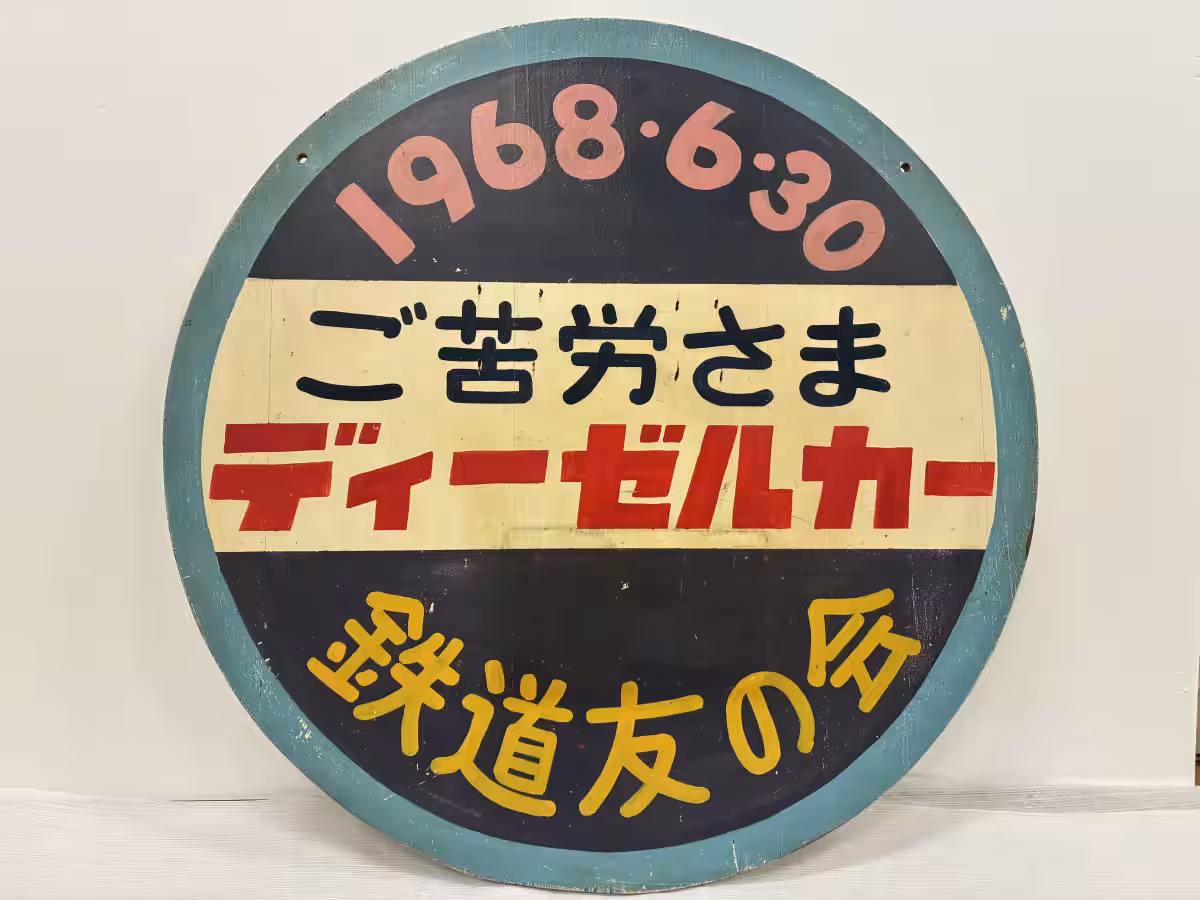 1968・6・30
ご苦労さま
ディーゼルカー
鉄道友の会